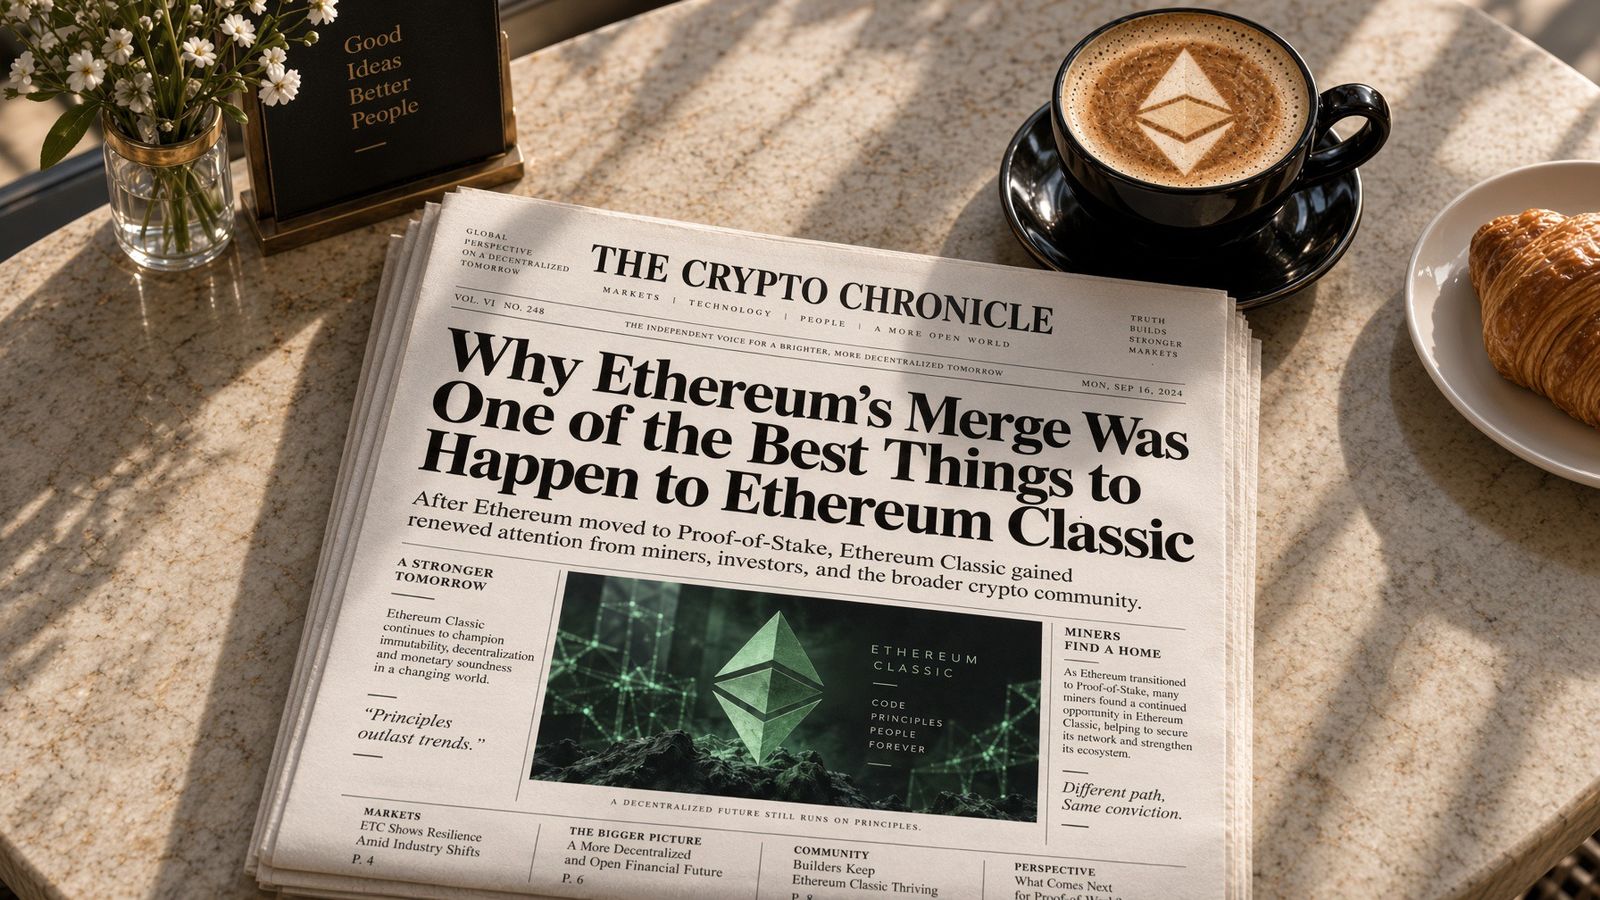 Good
Ideas
Better
People
GLOBAL
PERSPECTIVE
ON A DECENTRALIZED
TOMORROW
THE CRYPTO CHRONICLE
MARKETS | TECHNOLOGY | PEOPLE | A MORE OPEN WORLD
TRUTH
BUILDS
STRONGER
MARKETS
VOL. VI NO. 248
THE INDEPENDENT VOICE FOR A BRIGHTER, MORE DECENTRALIZED TOMORROW
MON, SEP 16, 2024
Why Ethereum's Merge Was
One of the Best Things to
Happen to Ethereum Classic
After Ethereum moved to Proof-of-Stake, Ethereum Classic gained
renewed attention from miners, investors, and the broader crypto community.
A STRONGER
TOMORROW
Ethereum Classic
continues to champion
immutability, decentralization
and monetary soundness
in a changing world.
"Principles
outlast trends."
ETHEREUM
CLASSIC
CODE
PRINCIPLES
PEOPLE
FOREVER
A DECENTRALIZED FUTURE STILL RUNS ON PRINCIPLES.
MINERS
FIND A HOME
As Ethereum transitioned
to Proof-of-Stake, many
miners found a continued
opportunity in Ethereum
Classic, helping to secure
its network and strengthen
its ecosystem.
Different path,
Same conviction.
MARKETS
ETC Shows Resilience
Amid Industry Shifts
P. 4
THE BIGGER PICTURE
A More Decentralized
and Open Financial Future
P. 6
COMMUNITY
Builders Keep
Ethereum Classic Thriving
P. 8
PERSPECTIVE
What Comes Next
for Proof-of